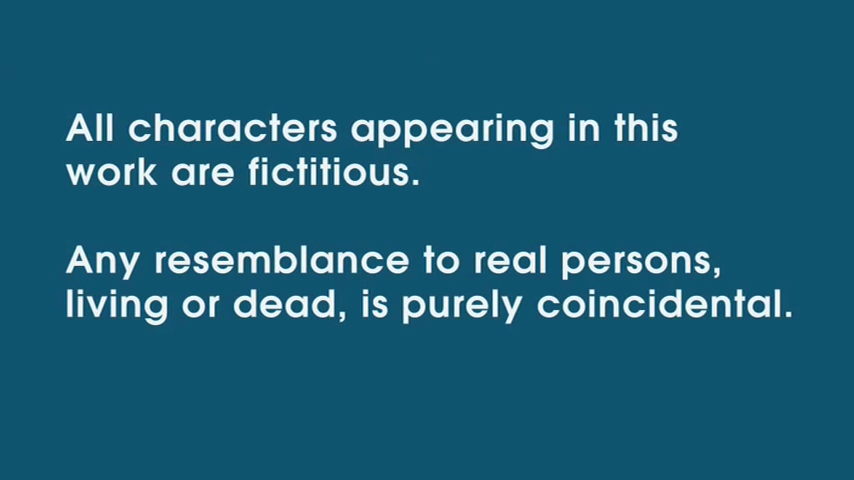 All characters appearing in this
work are fictitious.
Any resemblance to real persons,
living or dead, is purely coincidental.